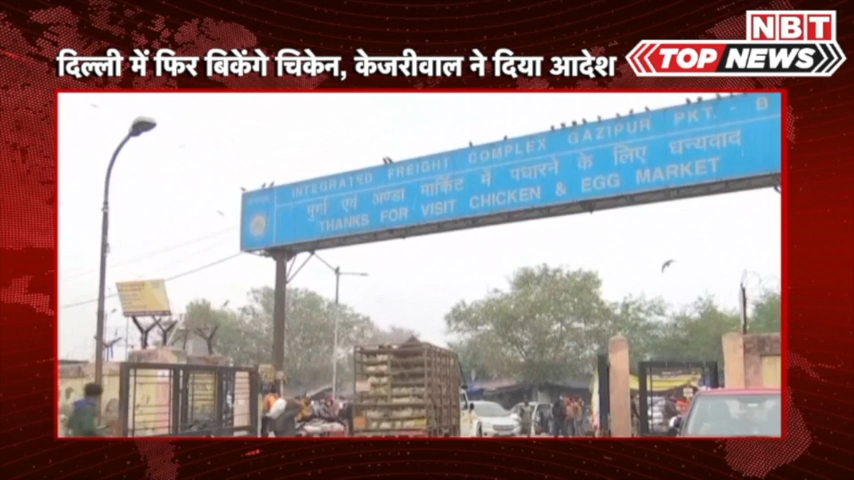 NBT
TOP NEWS
दिल्ली में फिर बिकेंगे चिकेन, केजरीवाल ने दिया आदेश
INTEGRATED FREIGHT COMPLEX GAZIPUR PKT. - B
मुर्गा एवं अण्डा मार्किट में पधारने के लिए धन्यवाद
THANKS FOR VISIT CHICKEN & EGG MARKET